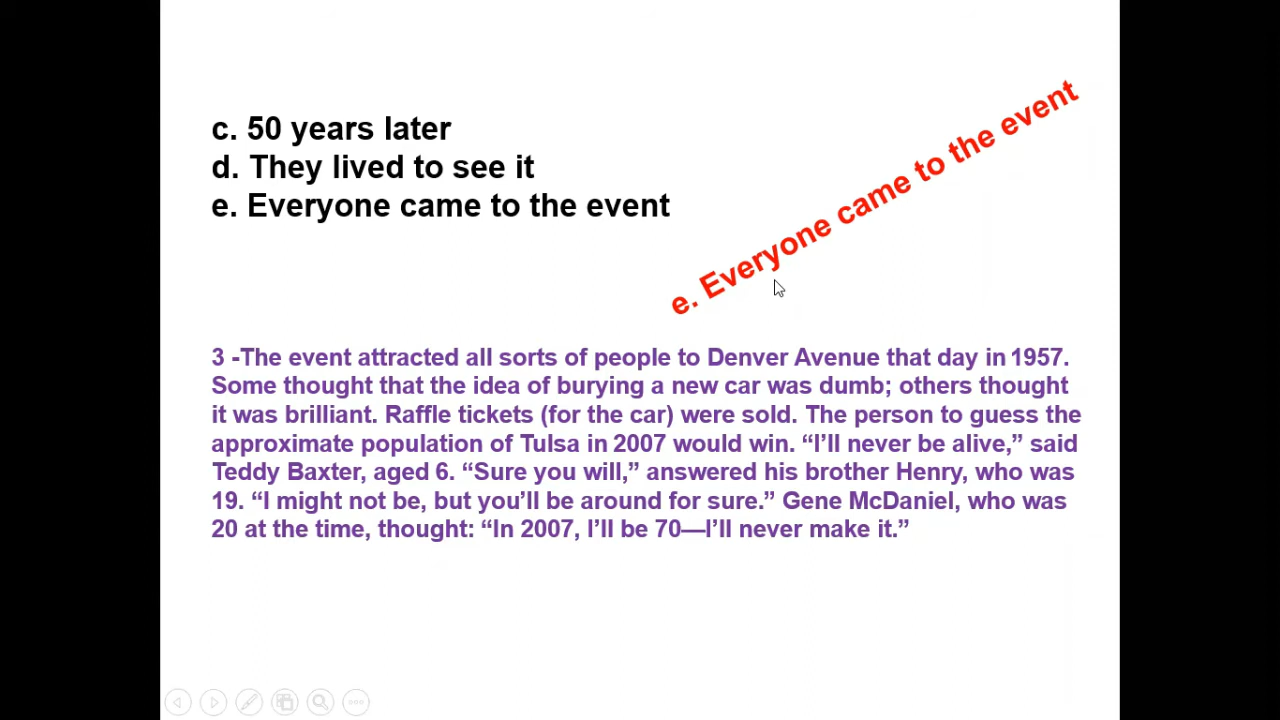 c. 50 years later
d. They lived to see it
e. Everyone came to the event
e. Everyone came to the event
3 -The event attracted all sorts of people to Denver Avenue that day in 1957.
Some thought that the idea of burying a new car was dumb; others thought
it was brilliant. Raffle tickets (for the car) were sold. The person to guess the
approximate population of Tulsa in 2007 would win. “I’ll never be alive,” said
Teddy Baxter, aged 6. “Sure you will,” answered his brother Henry, who was
19. “I might not be, but you’ll be around for sure.” Gene McDaniel, who was
20 at the time, thought: “In 2007, I’ll be 70—I’ll never make it.”